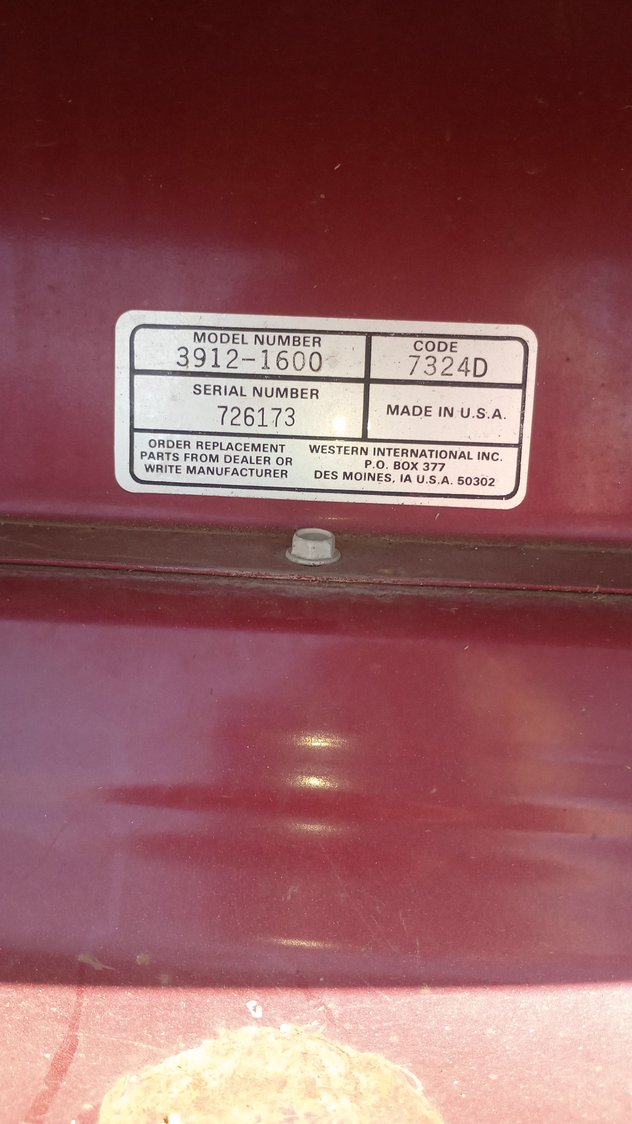 MODEL NUMBER
3912-1600
CODE
7324D
SERIAL NUMBER
726173
MADE IN U.S.A.
ORDER REPLACEMENT
PARTS FROM DEALER OR
WRITE MANUFACTURER
WESTERN INTERNATIONAL INC.
P.O. BOX 377
DES MOINES, IA U.S.A. 50302